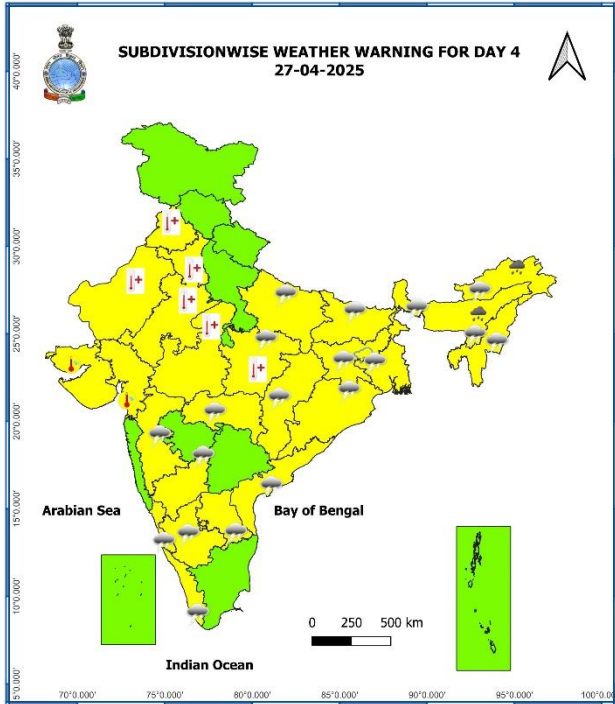 SUBDIVISIONWISE WEATHER WARNING FOR DAY 4
27-04-2025
40°0.000'
35°0.000'
30°0.000'
25°0.000'
20°0.000'
15°0.000'
10°0.000'
5°0.000'
Arabian Sea
Bay of Bengal
0 250 500 km
Indian Ocean
70°0.000' 75°0.000' 80°0.000' 85°0.000' 90°0.000' 95°0.000' 100°0.000'